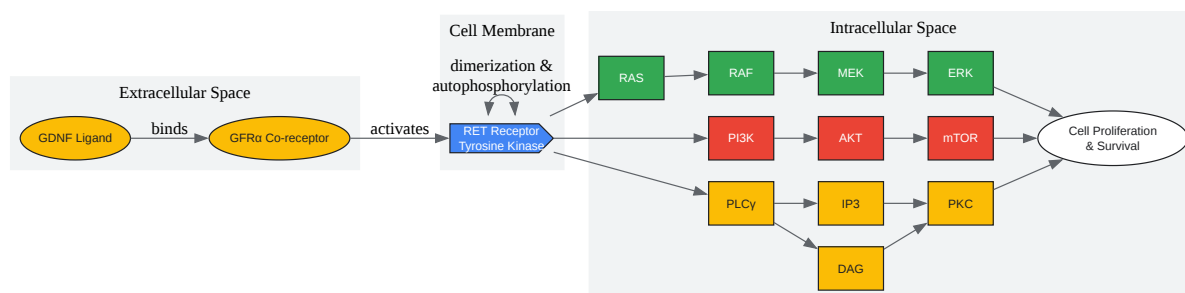 Extracellular Space
GDNF Ligand
binds
GFRα Co-receptor
activates
Cell Membrane
dimerization &
autophosphorylation
RET Receptor
Tyrosine Kinase
Intracellular Space
RAS
RAF
MEK
ERK
PI3K
AKT
mTOR
PLCγ
IP3
PKC
DAG
Cell Proliferation
& Survival